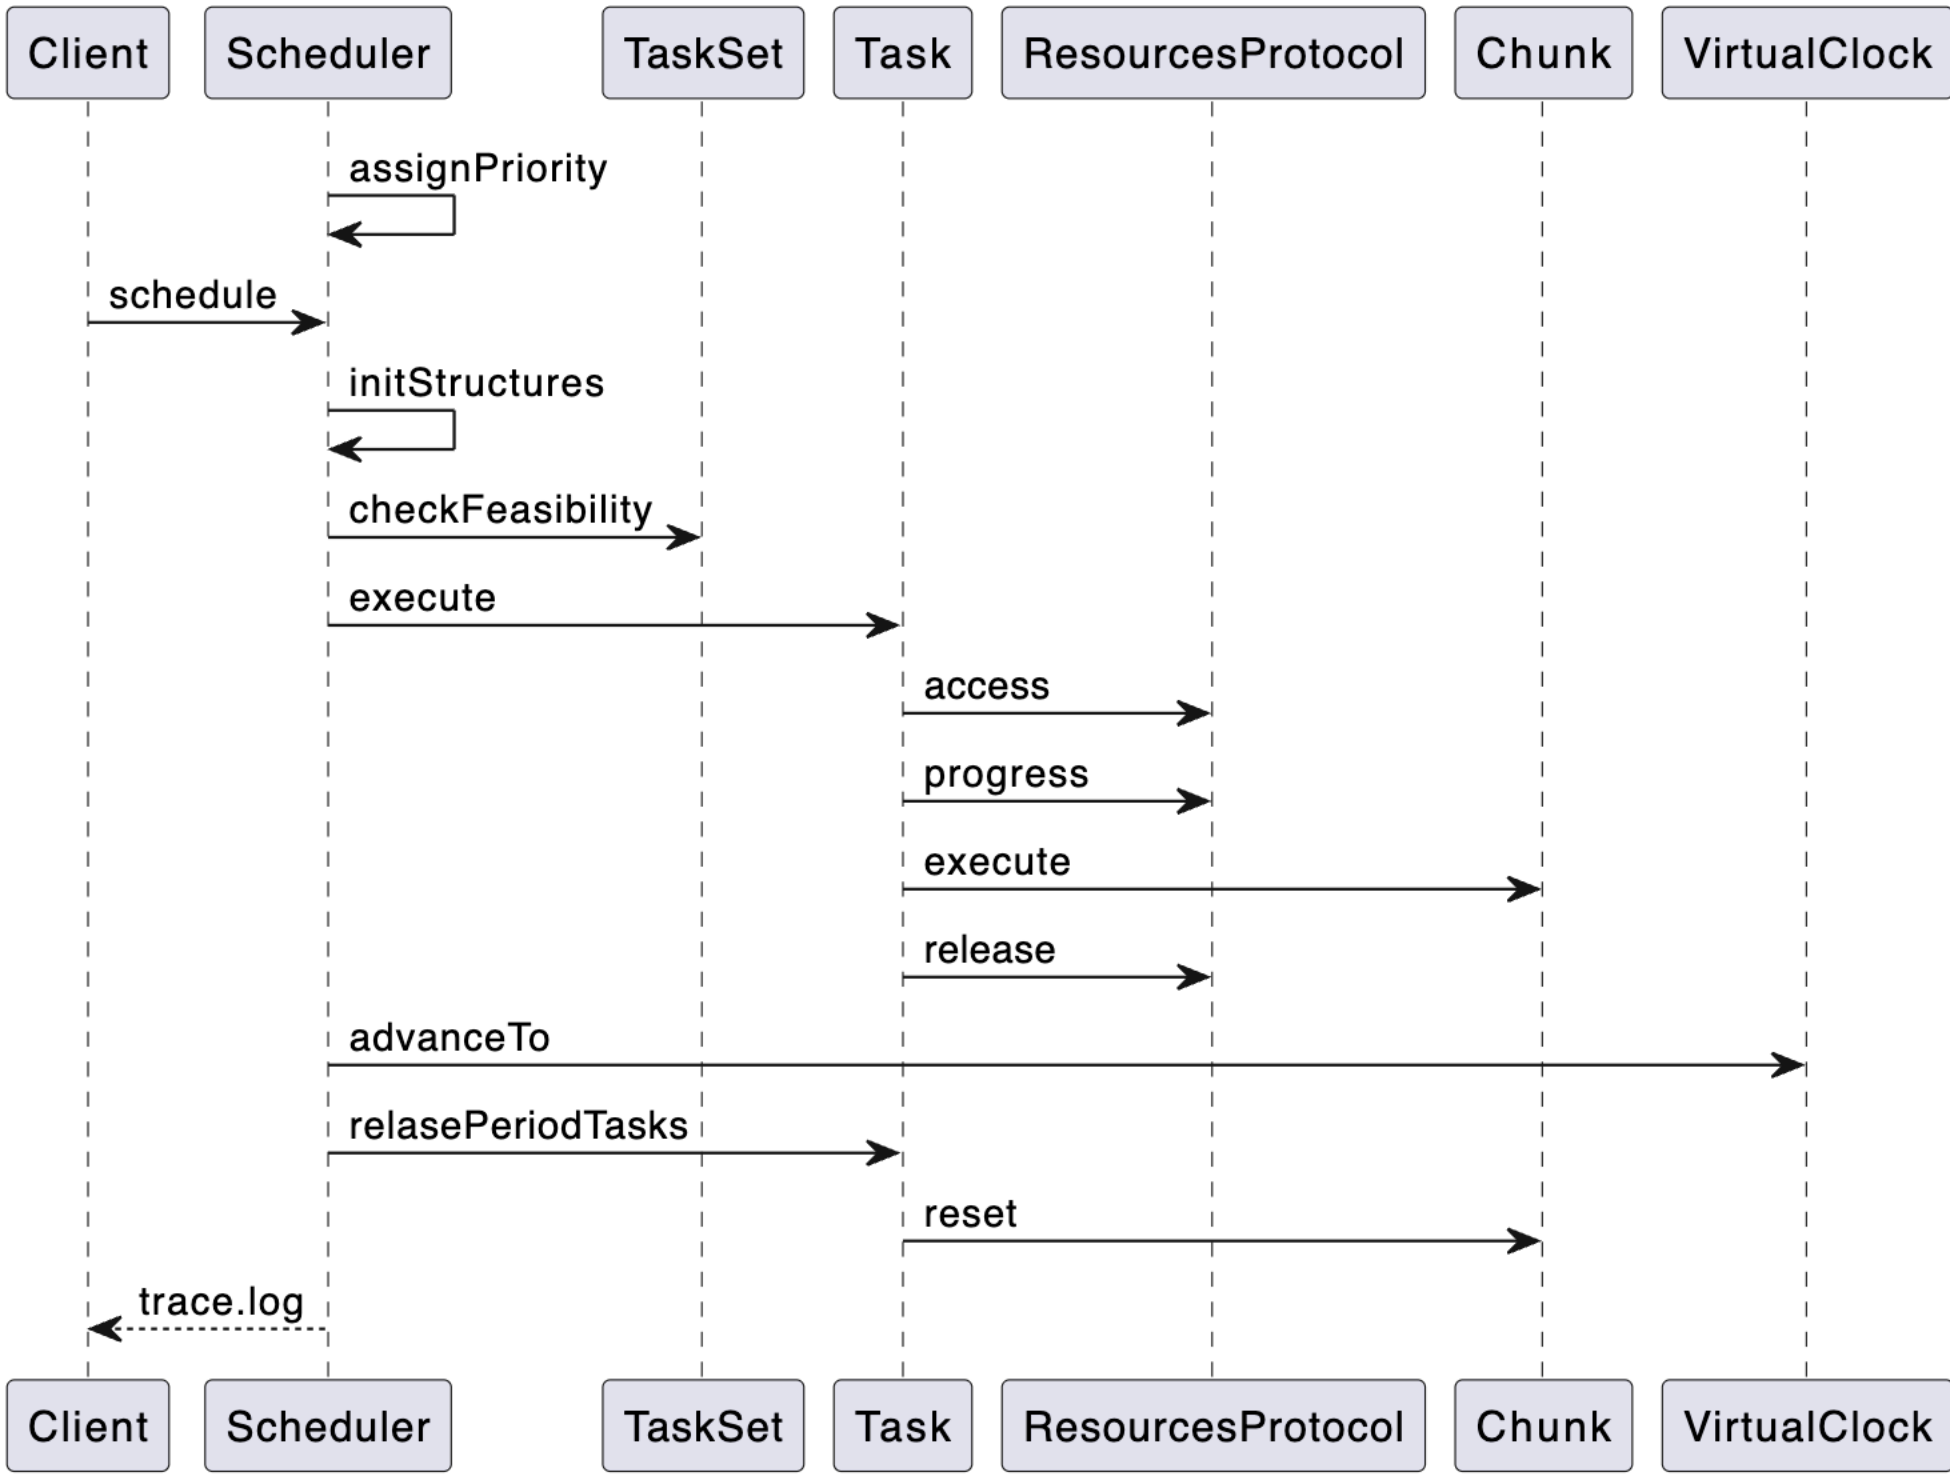 Client Scheduler TaskSet Task ResourcesProtocol Chunk VirtualClock
assignPriority
schedule
initStructures
checkFeasibility
execute
access
progress
execute
release
advanceTo
relasePeriodTasks
reset
trace.log
Client Scheduler TaskSet Task ResourcesProtocol Chunk VirtualClock